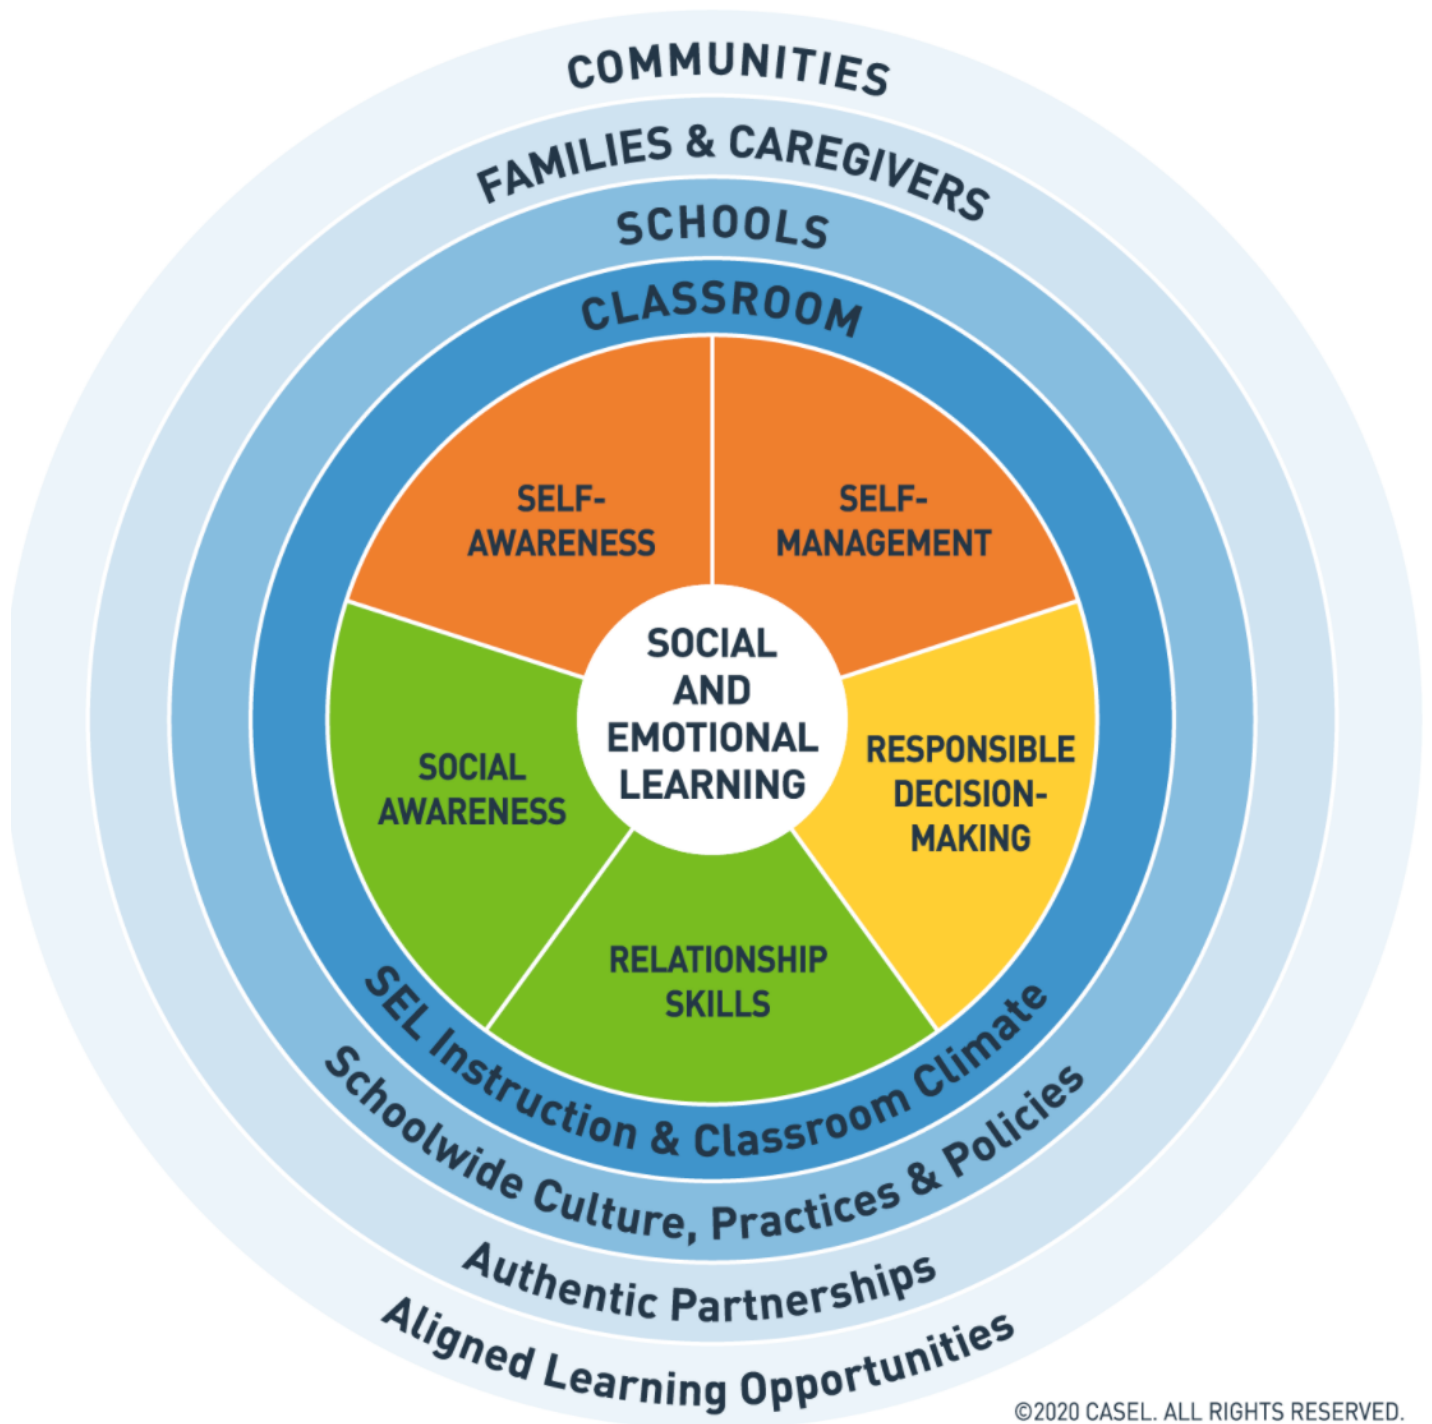 COMMUNITIES
FAMILIES & CAREGIVERS
SCHOOLS
CLASSROOM
SELF-
AWARENESS
SELF-
MANAGEMENT
SOCIAL
AND
EMOTIONAL
LEARNING
SOCIAL
AWARENESS
RESPONSIBLE
DECISION-
MAKING
RELATIONSHIP
SKILLS
SEL Instruction & Classroom Climate
Schoolwide Culture, Practices & Policies
Authentic Partnerships
Aligned Learning Opportunities
©2020 CASEL. ALL RIGHTS RESERVED.